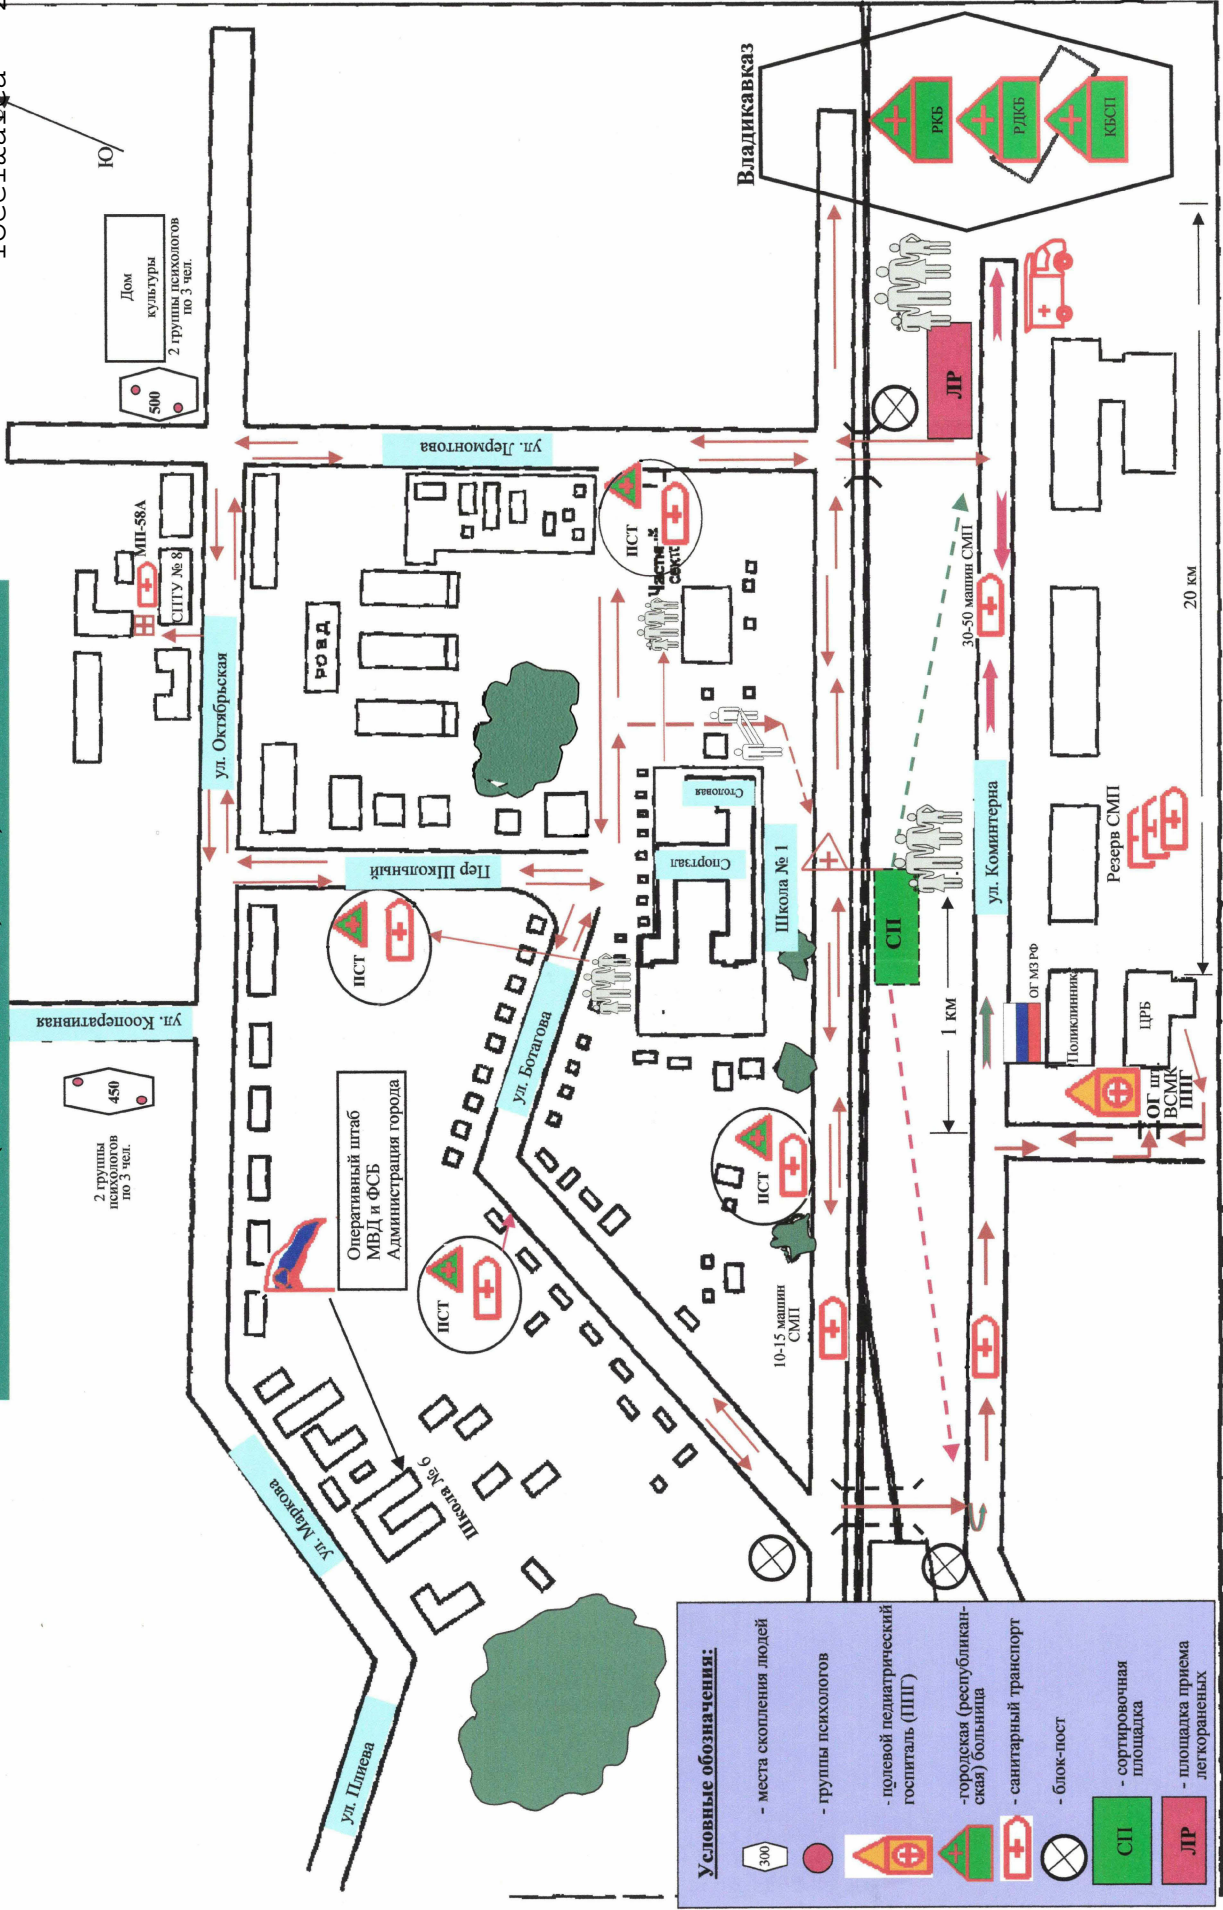 Ю
Дом
культуры
2 группы психологов
по 3 чел.
500
Владикавказ
РКБ
РДКБ
КБСП
ул. Лермонтова
МП-58А
СПТУ № 8
ул. Октябрьская
РОВД
ПСТ
ЛР
30-50 машин СМП
20 км
Столовая
Спортзал
Школа № 1
Пер Школьный
СП
ул. Коминтерна
Резерв СМП
ул. Кооперативная
450
2 группы
психологов
по 3 чел.
ПСТ
ул. Ботагова
1 км
ОГ МЗ РФ
Поликлинника
ЦРБ
ВСМК
ППГ
Оперативный штаб
МВД и ФСБ
Администрация города
ПСТ
ПСТ
10-15 машин
СМП
ул. Маркова
Школа № 6
ул. Плиева
Условные обозначения:
300
- места скопления людей
- группы психологов
- полевой педиатрический
госпиталь (ППГ)
-городская (республикан-
ская) больница
- санитарный транспорт
- блок-пост
СП
- сортировочная
площадка
ЛР
- площадка приема
легкораненых